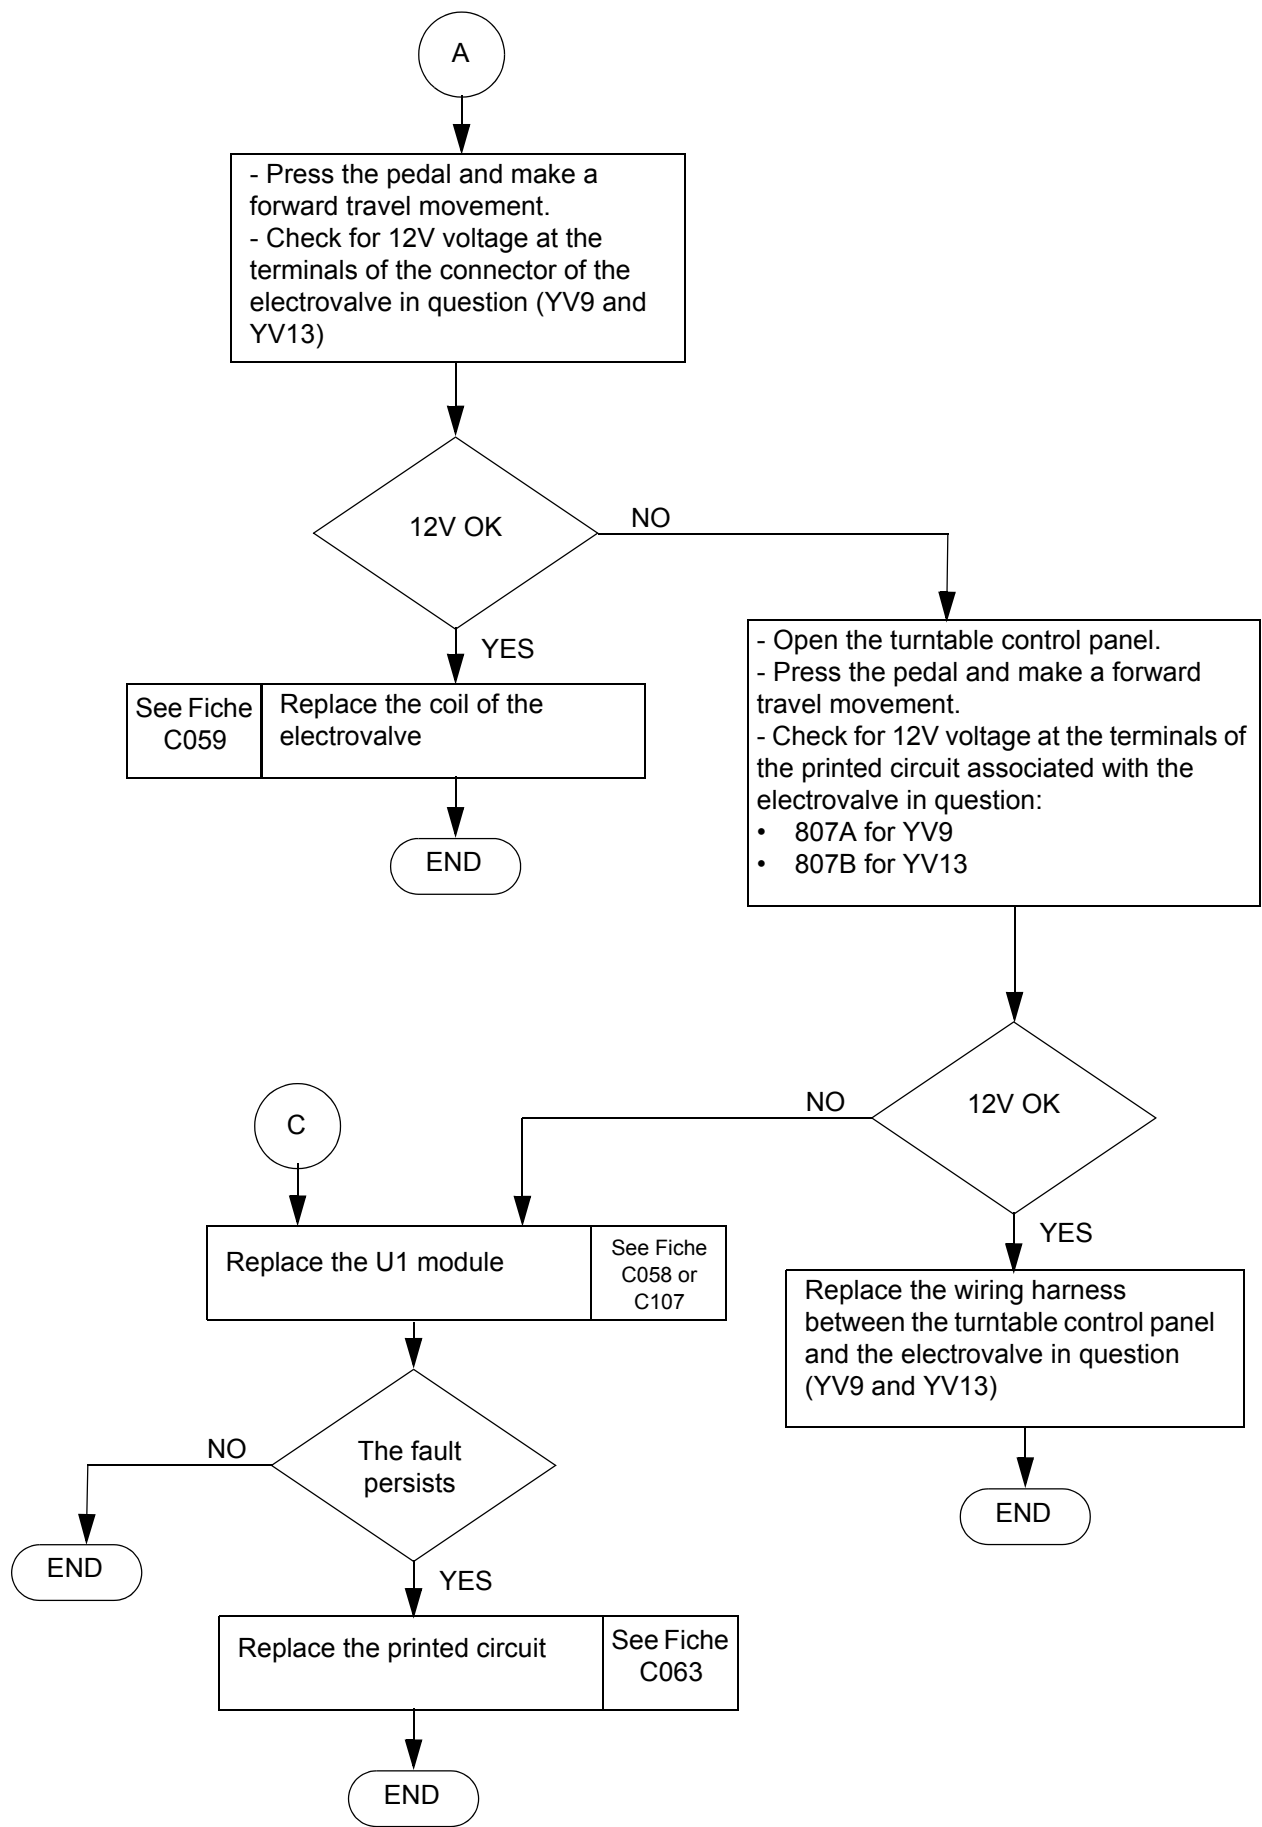 A
- Press the pedal and make a
forward travel movement.
- Check for 12V voltage at the
terminals of the connector of the
electrovalve in question (YV9 and
YV13)
12V OK
NO
YES
See Fiche
C059
Replace the coil of the
electrovalve
END
- Open the turntable control panel.
- Press the pedal and make a forward
travel movement.
- Check for 12V voltage at the terminals of
the printed circuit associated with the
electrovalve in question:
• 807A for YV9
• 807B for YV13
12V OK
NO
YES
C
Replace the U1 module
See Fiche
C058 or
C107
Replace the wiring harness
between the turntable control panel
and the electrovalve in question
(YV9 and YV13)
END
The fault
persists
NO
END
YES
Replace the printed circuit
See Fiche
C063
END